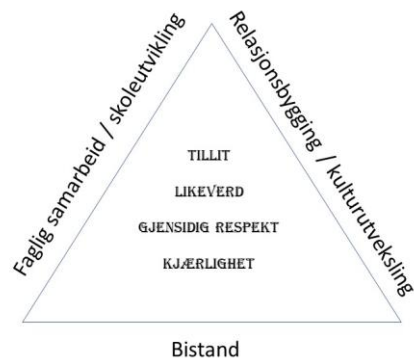 Faglig samarbeid / skoleutvikling
Relasjonsbygging / kulturutveksling
TILLIT
LIKEVERD
GJENSIDIG RESPEKT
KJÆRLIGHET
Bistand